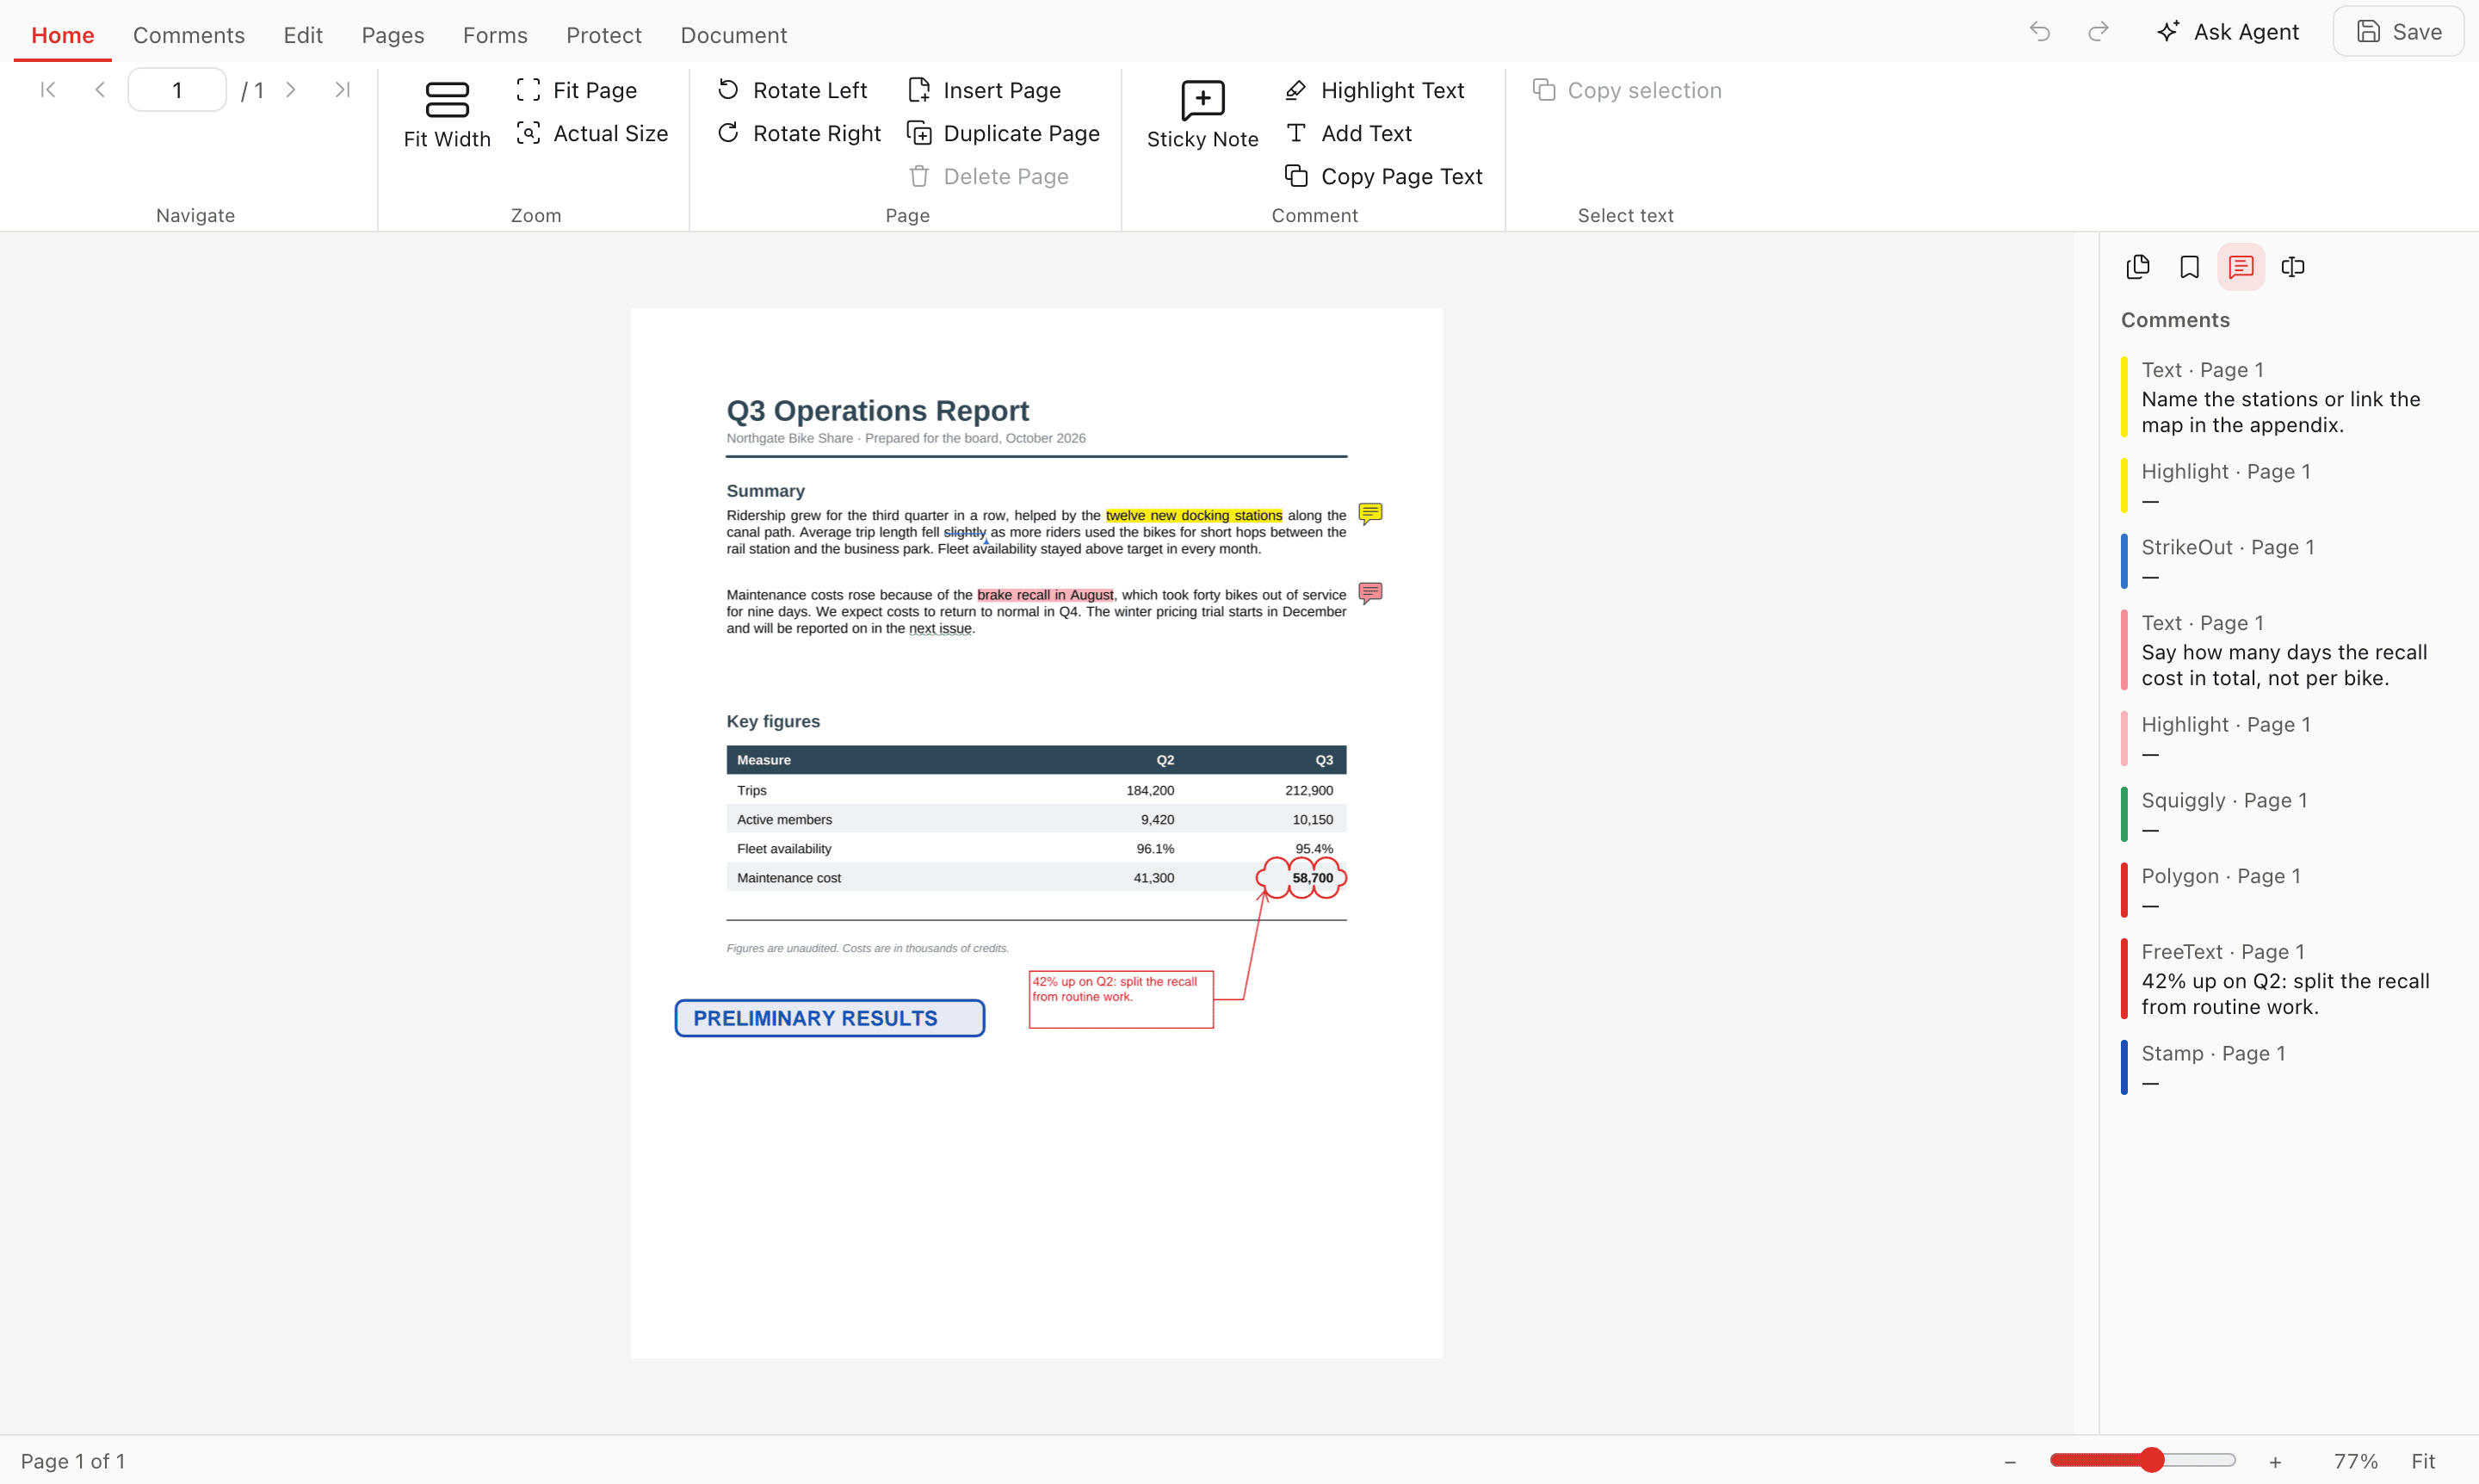 Home Comments Edit Pages Forms Protect Document Ask Agent Save
1 / 1
Navigate
Fit Width Fit Page
Actual Size
Zoom
Rotate Left Insert Page
Rotate Right Duplicate Page
Delete Page
Page
Sticky Note Highlight Text
Add Text
Copy Page Text
Comment
Copy selection
Select text
Q3 Operations Report
Northgate Bike Share · Prepared for the board, October 2026
Summary
Ridership grew for the third quarter in a row, helped by the twelve new docking stations along the
canal path. Average trip length fell slightly as more riders used the bikes for short hops between the
rail station and the business park. Fleet availability stayed above target in every month.
Maintenance costs rose because of the brake recall in August, which took forty bikes out of service
for nine days. We expect costs to return to normal in Q4. The winter pricing trial starts in December
and will be reported on in the next issue.
Key figures
Measure Q2 Q3
Trips 184,200 212,900
Active members 9,420 10,150
Fleet availability 96.1% 95.4%
Maintenance cost 41,300 58,700
Figures are unaudited. Costs are in thousands of credits.
42% up on Q2: split the recall
from routine work.
PRELIMINARY RESULTS
Comments
Text · Page 1
Name the stations or link the
map in the appendix.
Highlight · Page 1
—
StrikeOut · Page 1
—
Text · Page 1
Say how many days the recall
cost in total, not per bike.
Highlight · Page 1
—
Squiggly · Page 1
—
Polygon · Page 1
—
FreeText · Page 1
42% up on Q2: split the recall
from routine work.
Stamp · Page 1
—
Page 1 of 1
− + 77% Fit